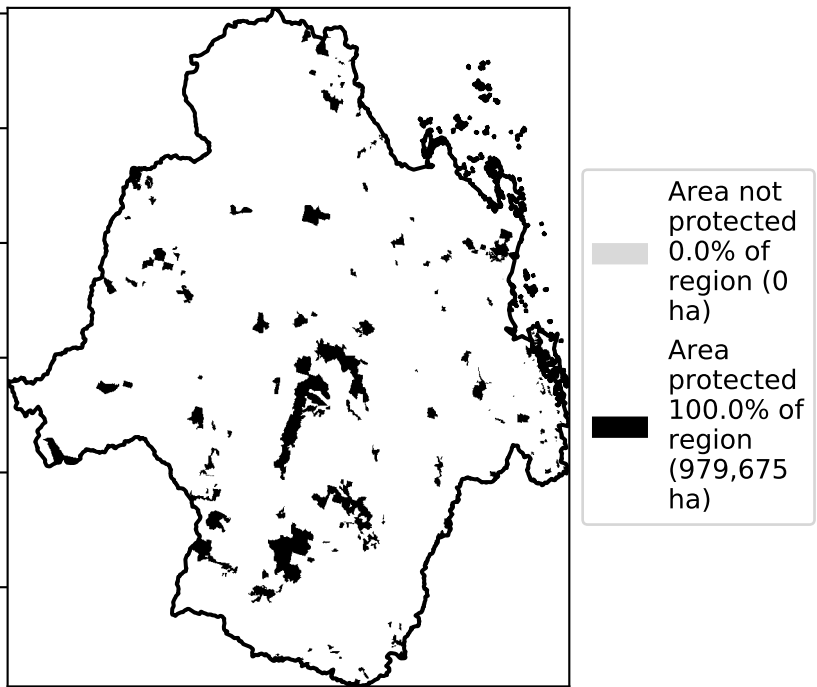 Area not
protected
0.0% of
region (0
ha)
Area
protected
100.0% of
region
(979,675
ha)